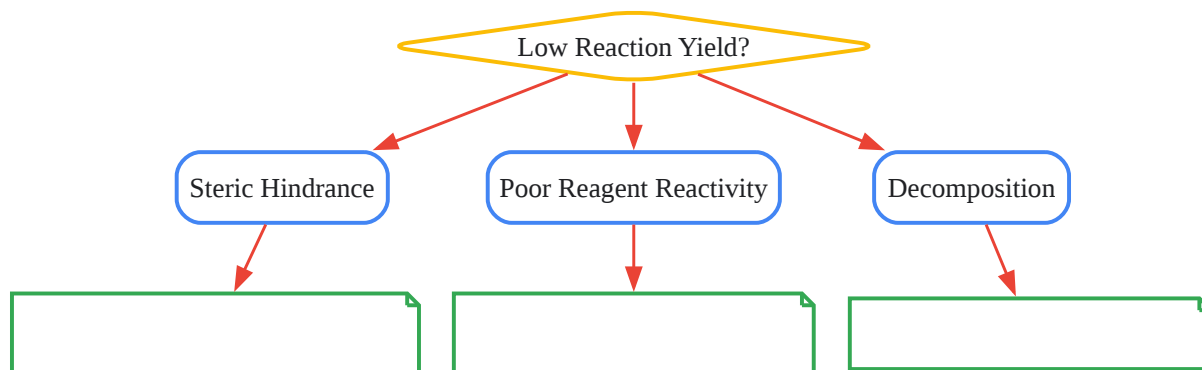 Low Reaction Yield?
Steric Hindrance
Poor Reagent Reactivity
Decomposition